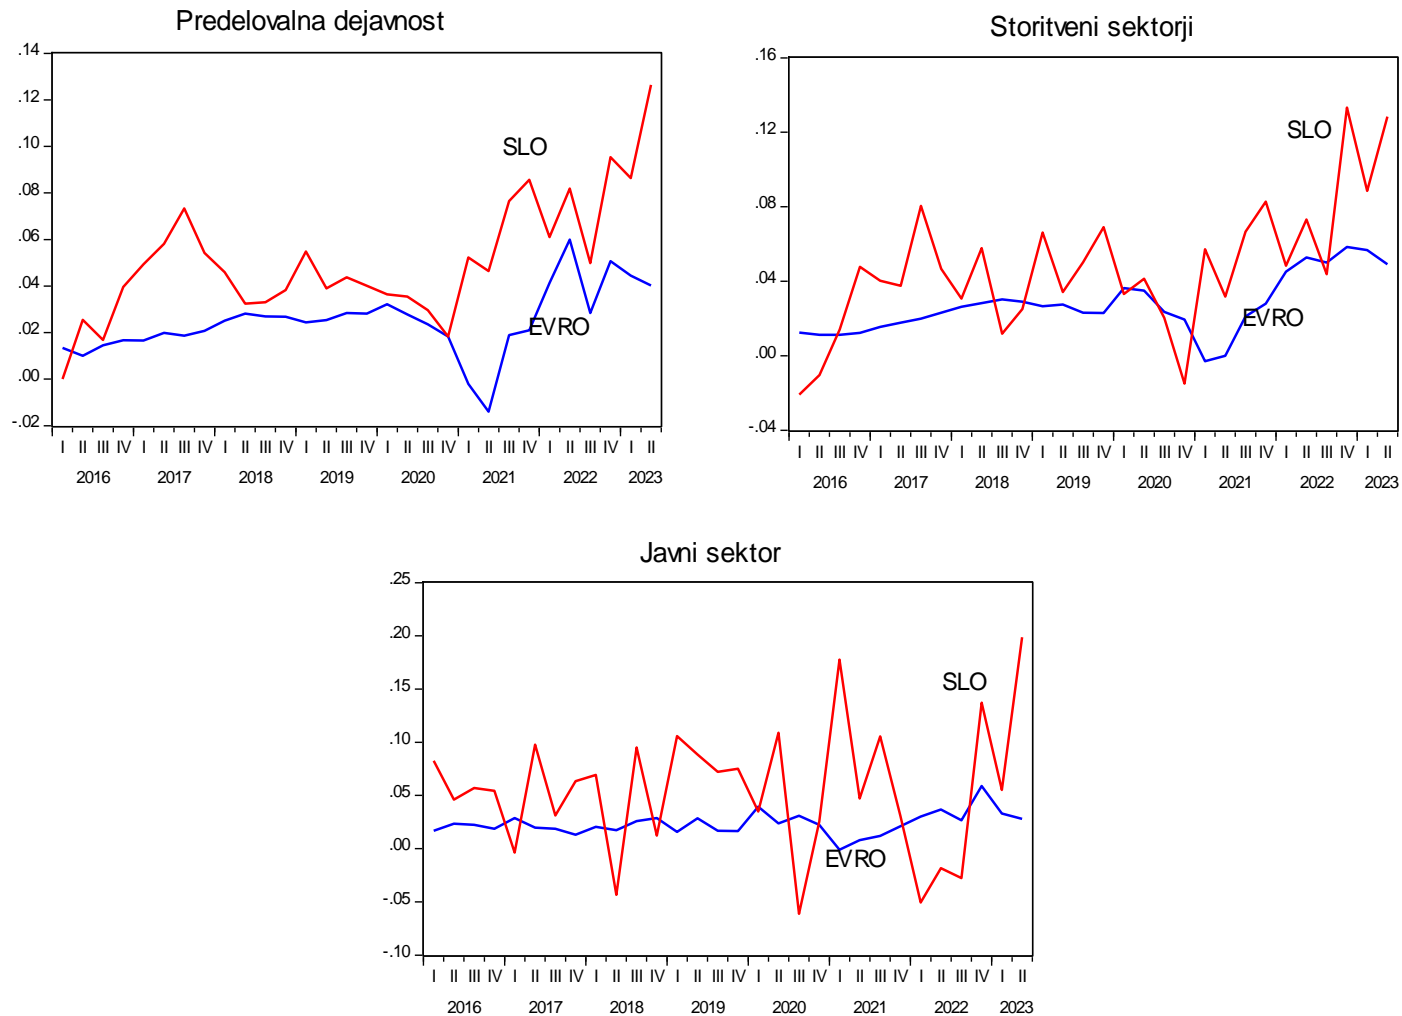 Predelovalna dejavnost
.14
.12
.10
.08
.06
.04
.02
.00
-.02
SLO
EVRO
I II III IV I II III IV I II III IV I II III IV I II III IV I II III IV I II III IV I II
2016 2017 2018 2019 2020 2021 2022 2023
Storitveni sektorji
.16
.12
.08
.04
.00
-.04
SLO
EVRO
I II III IV I II III IV I II III IV I II III IV I II III IV I II III IV I II III IV I II
2016 2017 2018 2019 2020 2021 2022 2023
Javni sektor
.25
.20
.15
.10
.05
.00
-.05
-.10
SLO
EVRO
I II III IV I II III IV I II III IV I II III IV I II III IV I II III IV I II III IV I II
2016 2017 2018 2019 2020 2021 2022 2023